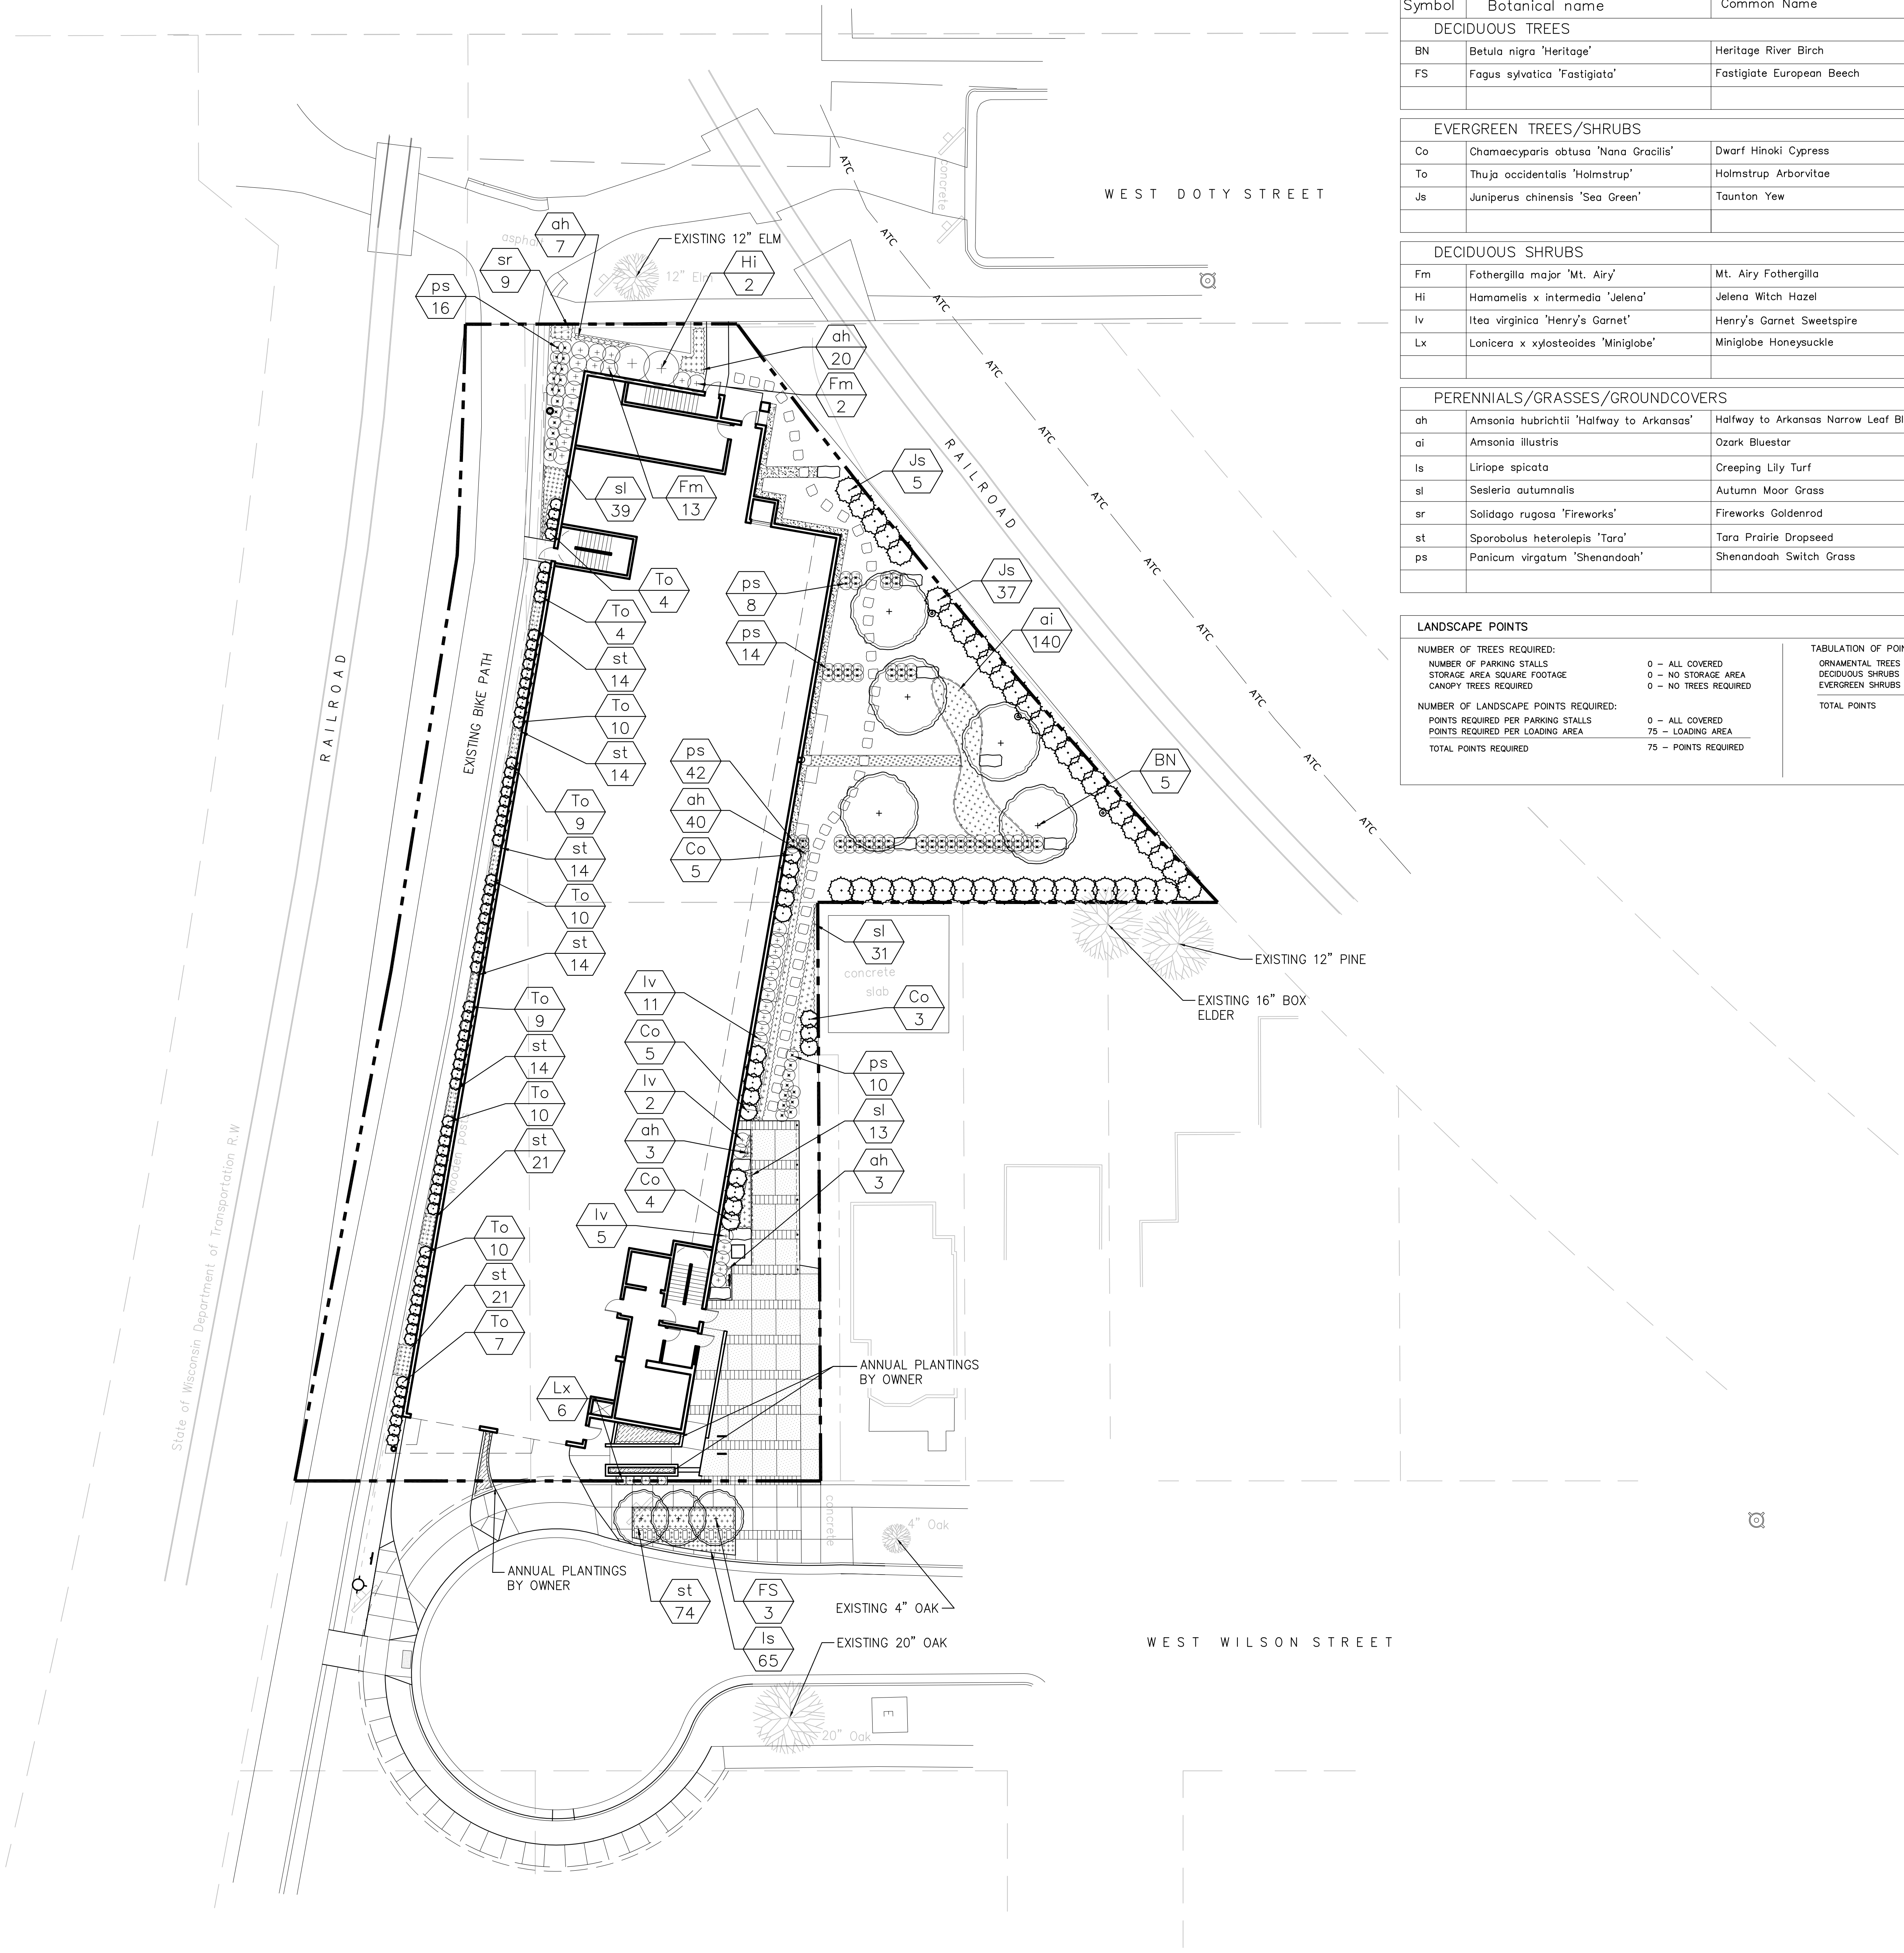 Symbol Botanical name Common Name
DECIDUOUS TREES
BN Betula nigra 'Heritage' Heritage River Birch
FS Fagus sylvatica 'Fastigiata' Fastigiate European Beech
EVERGREEN TREES/SHRUBS
Co Chamaecyparis obtusa 'Nana Gracilis' Dwarf Hinoki Cypress
To Thuja occidentalis 'Holmstrup' Holmstrup Arborvitae
Js Juniperus chinensis 'Sea Green' Taunton Yew
DECIDUOUS SHRUBS
Fm Fothergilla major 'Mt. Airy' Mt. Airy Fothergilla
Hi Hamamelis x intermedia 'Jelena' Jelena Witch Hazel
Iv Itea virginica 'Henry's Garnet' Henry's Garnet Sweetspire
Lx Lonicera x xylosteoides 'Miniglobe' Miniglobe Honeysuckle
PERENNIALS/GRASSES/GROUNDCOVERS
ah Amsonia hubrichtii 'Halfway to Arkansas' Halfway to Arkansas Narrow Leaf Bl
ai Amsonia illustris Ozark Bluestar
ls Liriope spicata Creeping Lily Turf
sl Sesleria autumnalis Autumn Moor Grass
sr Solidago rugosa 'Fireworks' Fireworks Goldenrod
st Sporobolus heterolepis 'Tara' Tara Prairie Dropseed
ps Panicum virgatum 'Shenandoah' Shenandoah Switch Grass
LANDSCAPE POINTS
NUMBER OF TREES REQUIRED:
NUMBER OF PARKING STALLS 0 – ALL COVERED
STORAGE AREA SQUARE FOOTAGE 0 – NO STORAGE AREA
CANOPY TREES REQUIRED 0 – NO TREES REQUIRED
NUMBER OF LANDSCAPE POINTS REQUIRED:
POINTS REQUIRED PER PARKING STALLS 0 – ALL COVERED
POINTS REQUIRED PER LOADING AREA 75 – LOADING AREA
TOTAL POINTS REQUIRED 75 – POINTS REQUIRED
TABULATION OF POIN
ORNAMENTAL TREES
DECIDUOUS SHRUBS
EVERGREEN SHRUBS
TOTAL POINTS
WEST DOTY STREET
concrete
ATC
ATC
ATC
ATC
ATC
ATC
ATC
ATC
ATC
ATC
ATC
asphalt
ah
7
EXISTING 12" ELM
12" Elm
sr
9
Hi
2
ps
16
ah
20
Fm
2
RAILROAD
Js
5
sl
39
Fm
13
Js
37
To
4
ps
8
To
4
ai
140
ps
14
st
14
RAILROAD
EXISTING BIKE PATH
To
10
st
14
ps
42
BN
5
To
9
ah
40
st
14
Co
5
To
10
st
14
sl
31
EXISTING 12" PINE
concrete
slab
Iv
11
EXISTING 16" BOX
ELDER
Co
3
To
9
Co
5
st
14
ps
10
Iv
2
To
10
sl
13
ah
3
st
21
wooden post
ah
3
Co
4
Iv
5
To
10
st
21
To
7
State of Wisconsin Department of Transportation R.W
ANNUAL PLANTINGS
BY OWNER
Lx
6
concrete
4" Oak
ANNUAL PLANTINGS
BY OWNER
st
74
FS
3
EXISTING 4" OAK
ls
65
EXISTING 20" OAK
WEST WILSON STREET
E
20" Oak